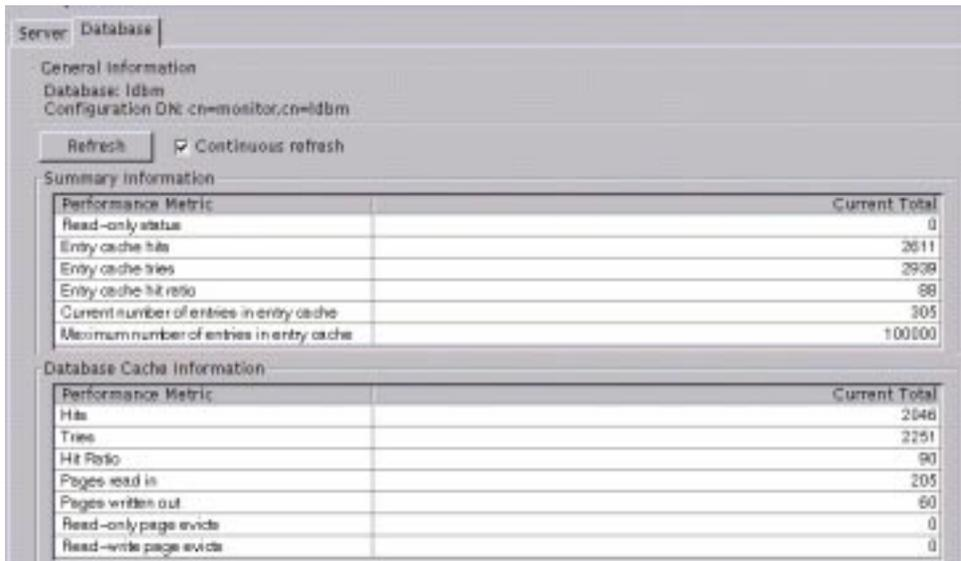 Server Database
General Information
Database: ldbm
Configuration DN: cn=monitor,cn=ldbm
Refresh Continuous refresh
Summary Information
Performance Metric Current Total
Read-only status 0
Entry cache hits 2611
Entry cache tries 2939
Entry cache hit ratio 88
Current number of entries in entry cache 305
Maximum number of entries in entry cache 100000
Database Cache Information
Performance Metric Current Total
Hits 2046
Tries 2251
Hit Ratio 90
Pages read in 205
Pages written out 60
Read-only page evicts 0
Read-write page evicts 0